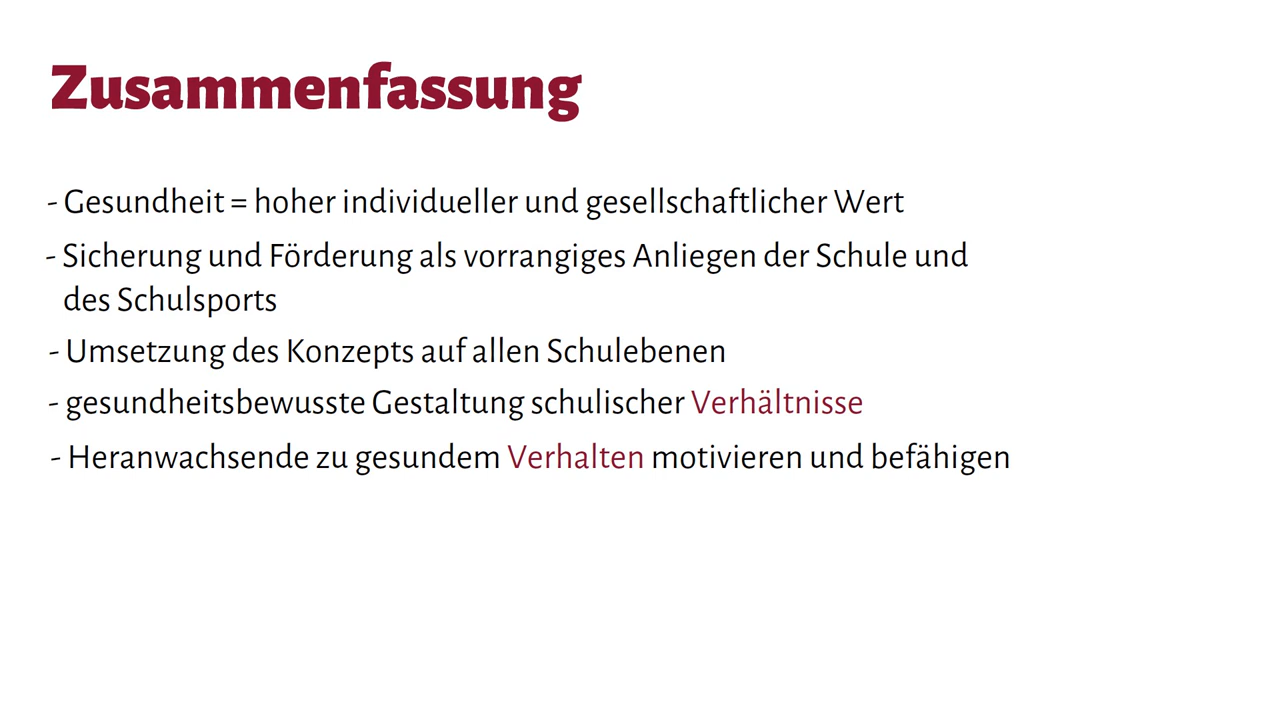 Zusammenfassung
- Gesundheit = hoher individueller und gesellschaftlicher Wert
- Sicherung und Förderung als vorrangiges Anliegen der Schule und
des Schulsports
- Umsetzung des Konzepts auf allen Schulebenen
- gesundheitsbewusste Gestaltung schulischer Verhältnisse
- Heranwachsende zu gesundem Verhalten motivieren und befähigen